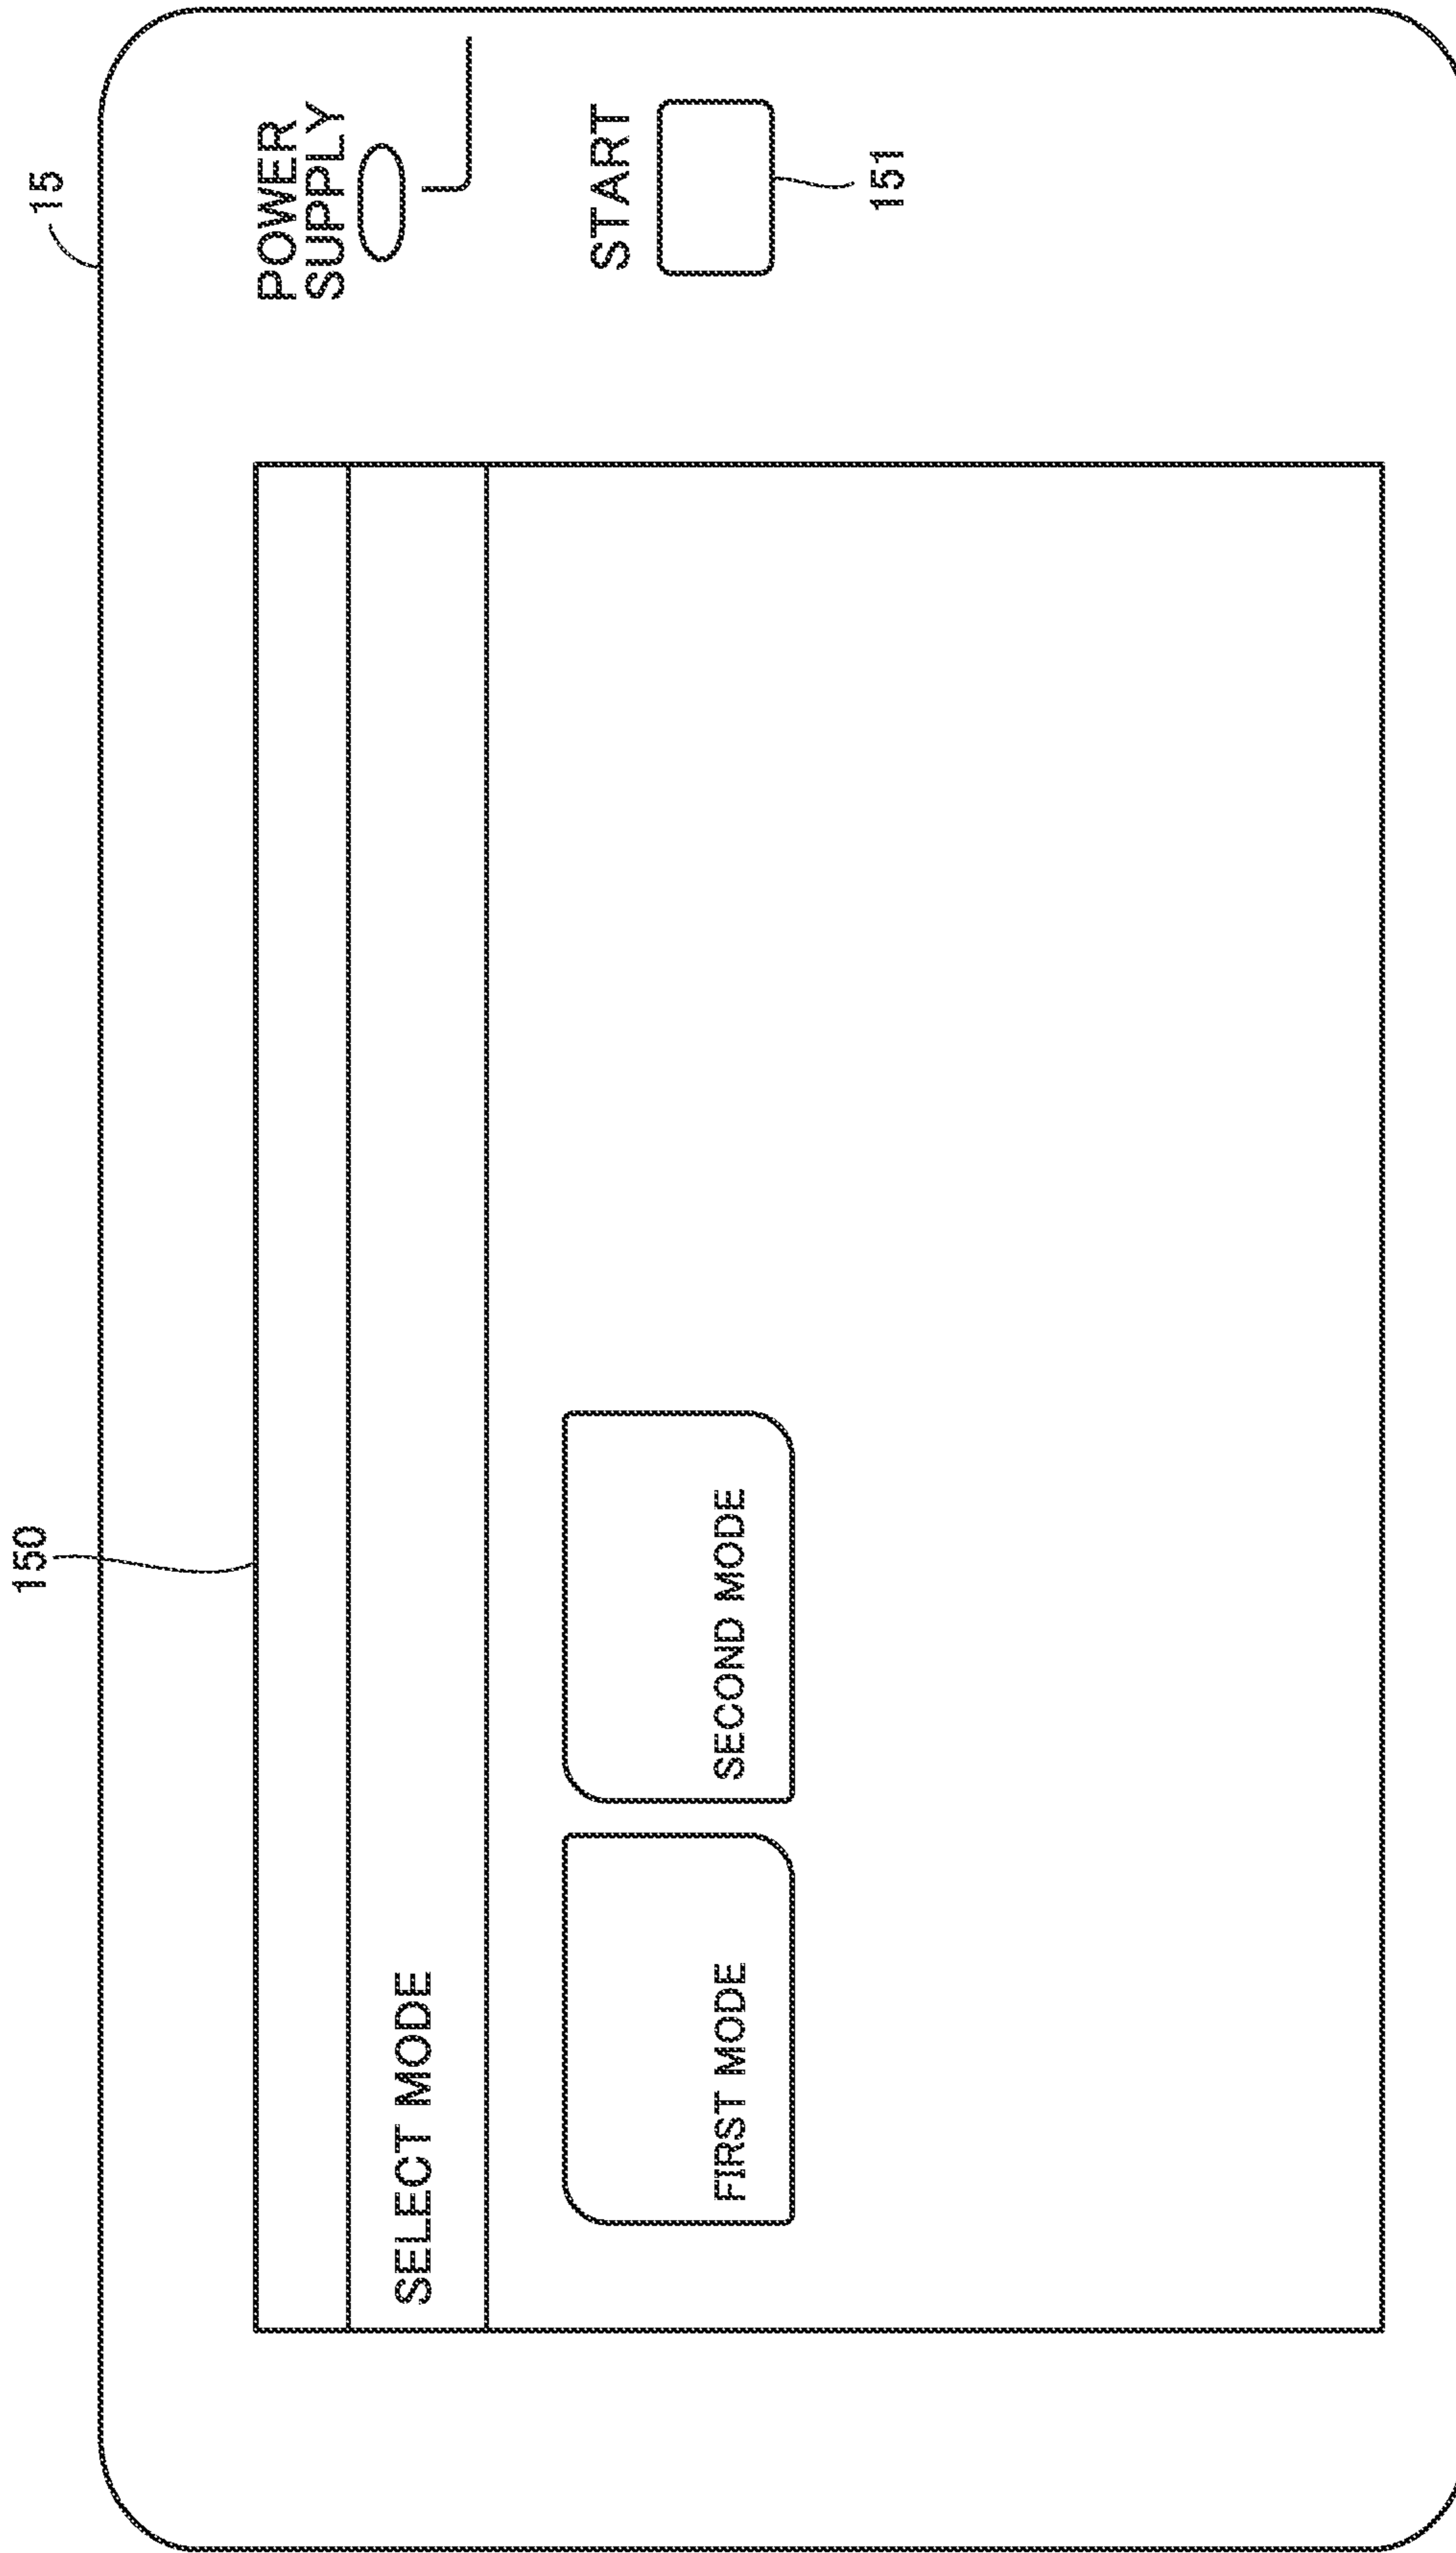 150
15
POWER
SUPPLY
SELECT MODE
START
FIRST MODE
SECOND MODE
151